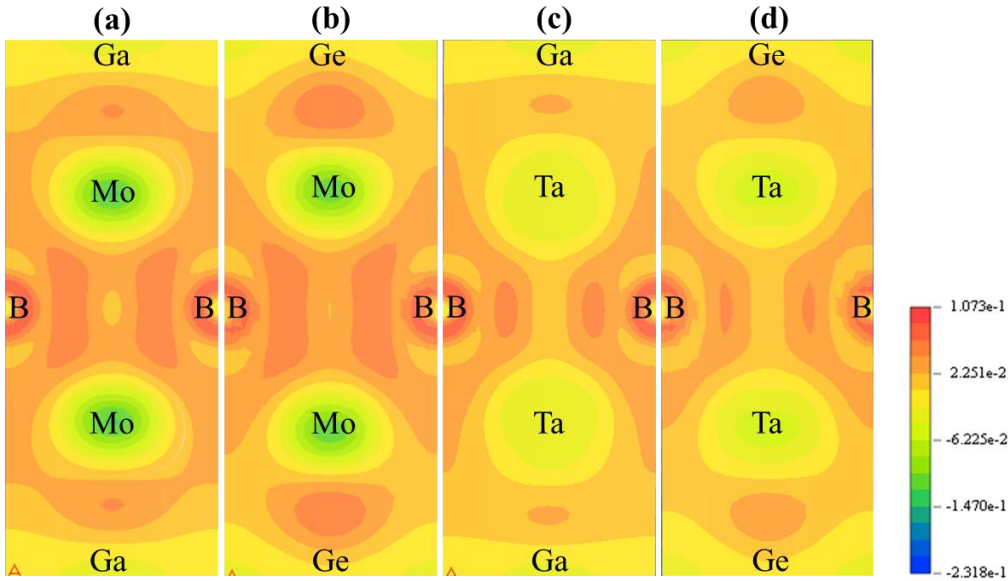 (a) (b) (c) (d)
Ga Ge Ga Ge
Mo Mo Ta Ta
B B B B B B B B
1.073e-1
2.251e-2
-6.225e-2
-1.470e-1
-2.318e-1
Mo Mo Ta Ta
Ga Ge Ga Ge